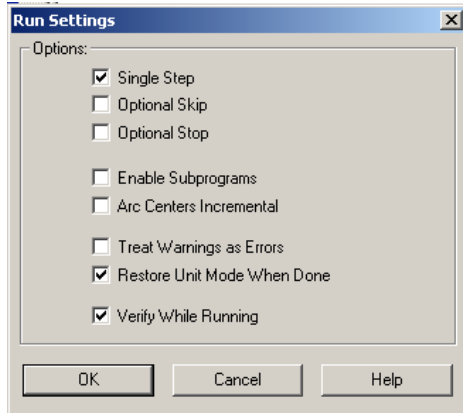 Run Settings
Options:
Single Step
Optional Skip
Optional Stop
Enable Subprograms
Arc Centers Incremental
Treat Warnings as Errors
Restore Unit Mode When Done
Verify While Running
OK
Cancel
Help